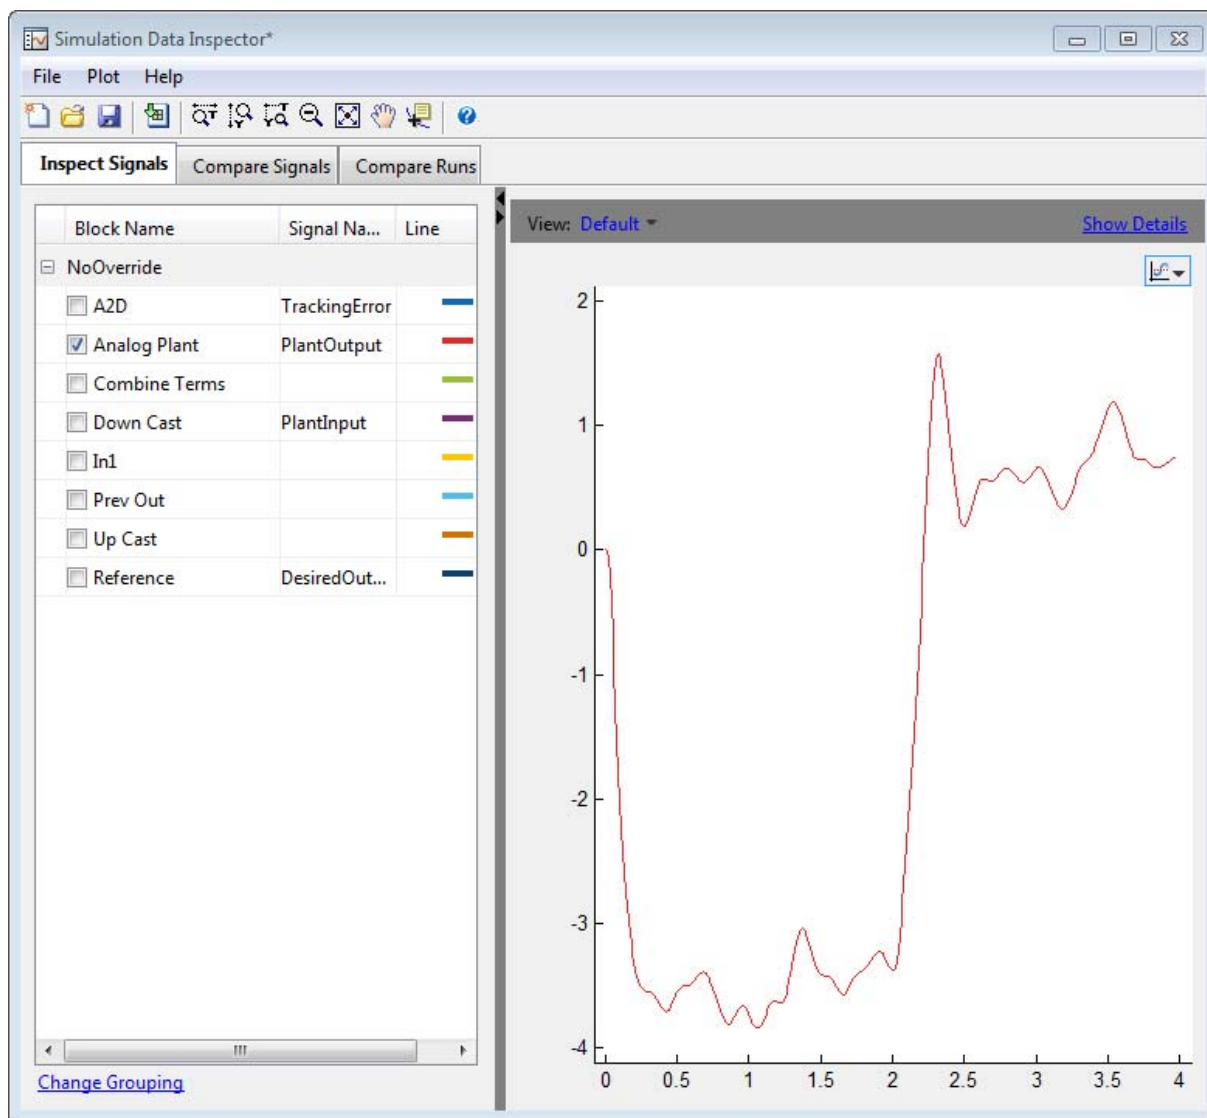 Simulation Data Inspector*
File Plot Help
Inspect Signals Compare Signals Compare Runs
Block Name Signal Na... Line
NoOverride
A2D TrackingError
Analog Plant PlantOutput
Combine Terms
Down Cast PlantInput
In1
Prev Out
Up Cast
Reference DesiredOut...
Change Grouping
View: Default Show Details
2
1
0
-1
-2
-3
-4
0 0.5 1 1.5 2 2.5 3 3.5 4